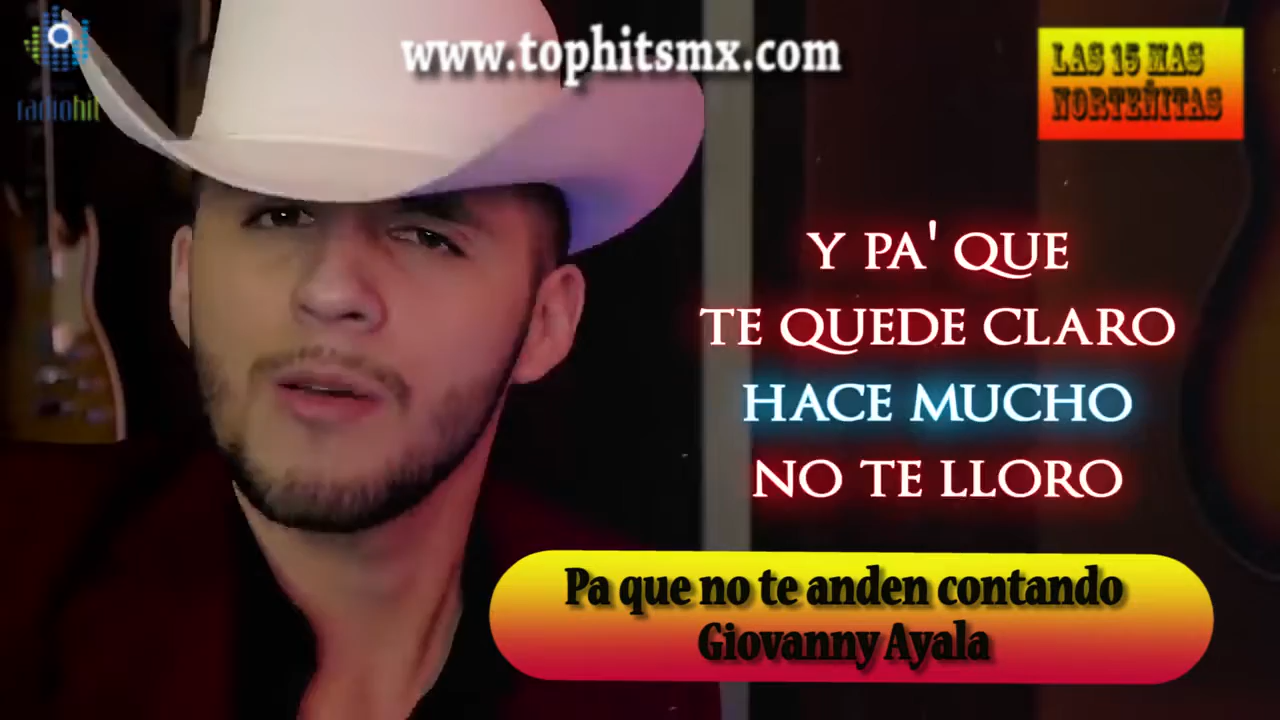 www.tophitsmx.com
LAS 15 MAS
NORTEÑITAS
radiohit
Y PA' QUE
TE QUEDE CLARO
HACE MUCHO
NO TE LLORO
Pa que no te anden contando
Giovanny Ayala